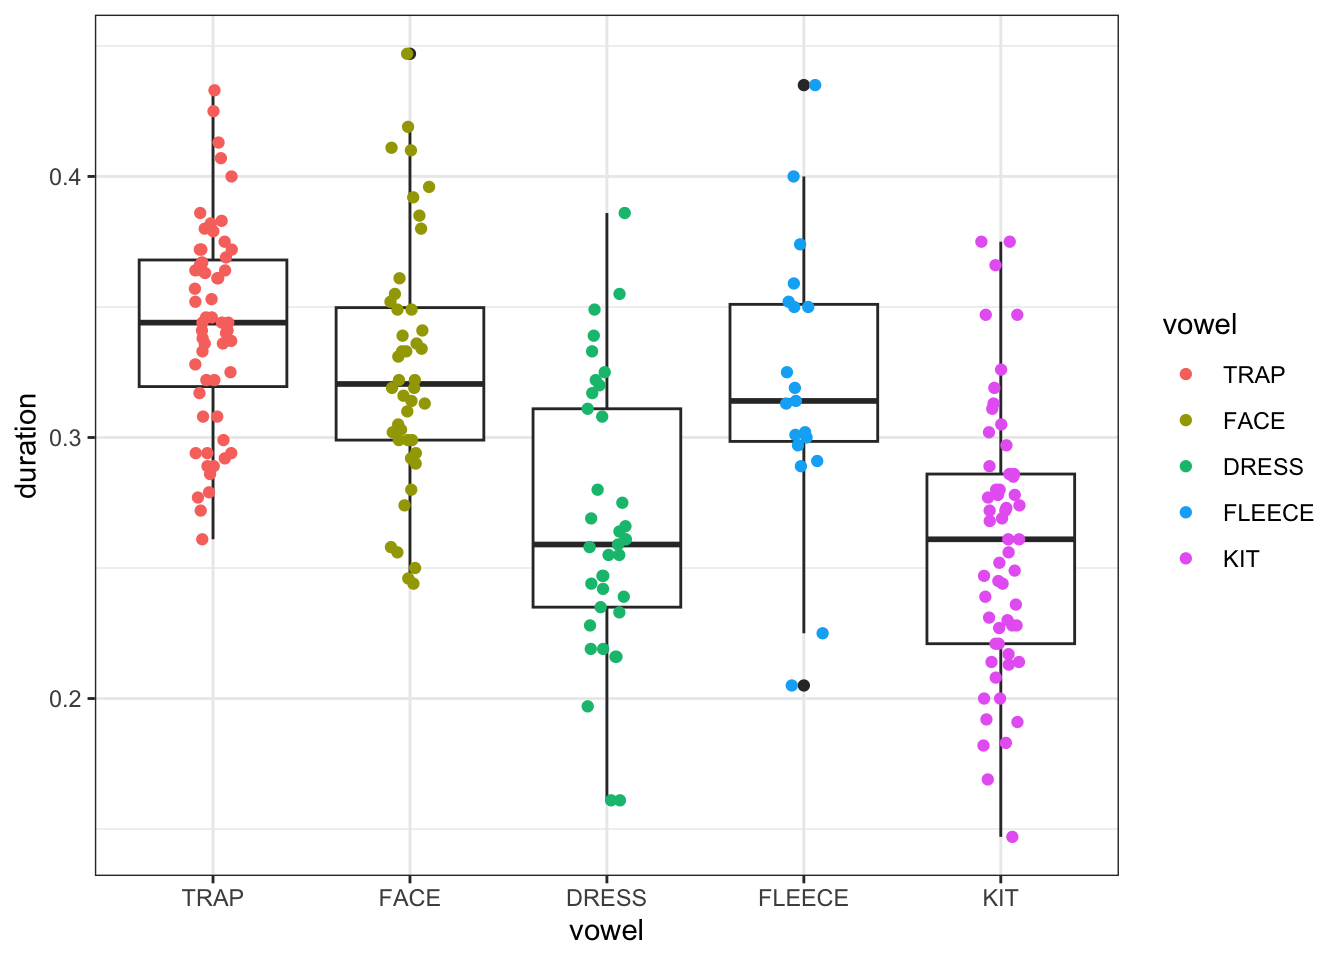 0.4
0.3
0.2
duration
TRAP FACE DRESS FLEECE KIT
vowel
vowel
TRAP
FACE
DRESS
FLEECE
KIT